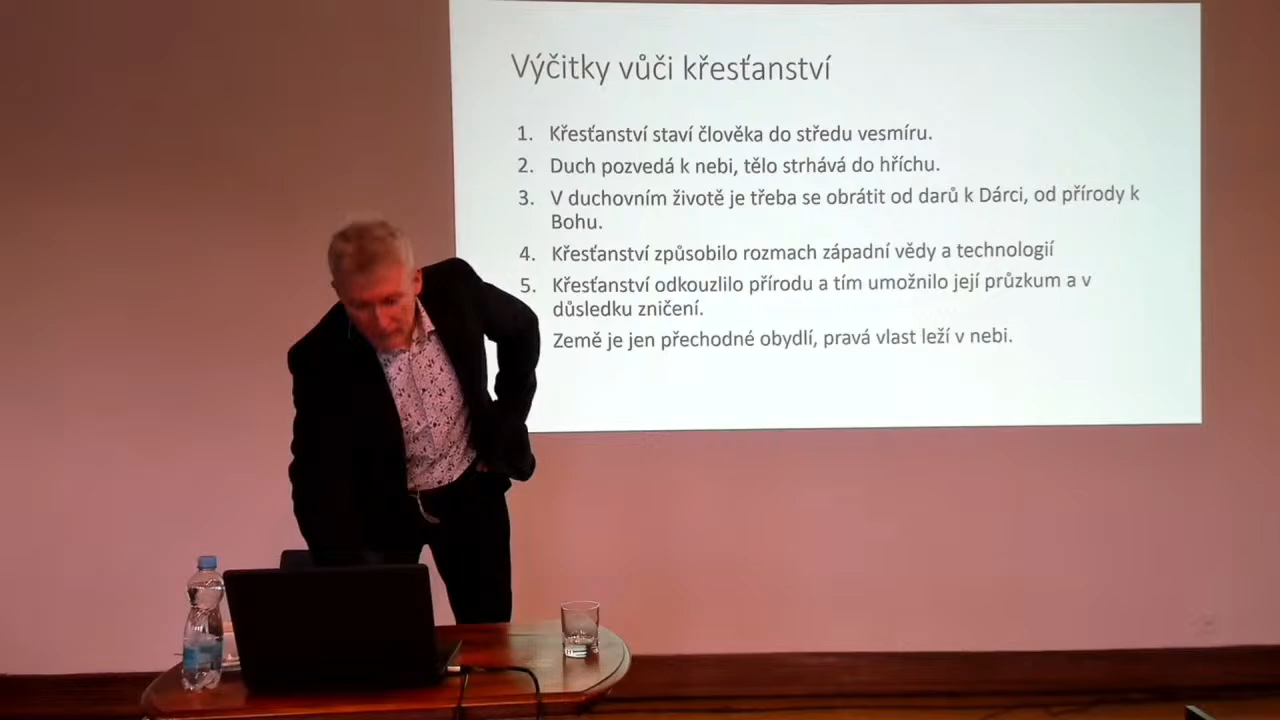 Výčitky vůči křesťanství
1. Křesťanství staví člověka do středu vesmíru.
2. Duch pozvedá k nebi, tělo strhává do hříchu.
3. V duchovním životě je třeba se obrátit od darů k Dárci, od přírody k
Bohu.
4. Křesťanství způsobilo rozmach západní vědy a technologií
5. Křesťanství odkouzlilo přírodu a tím umožnilo její průzkum a v
důsledku zničení.
Země je jen přechodné obydlí, pravá vlast leží v nebi.